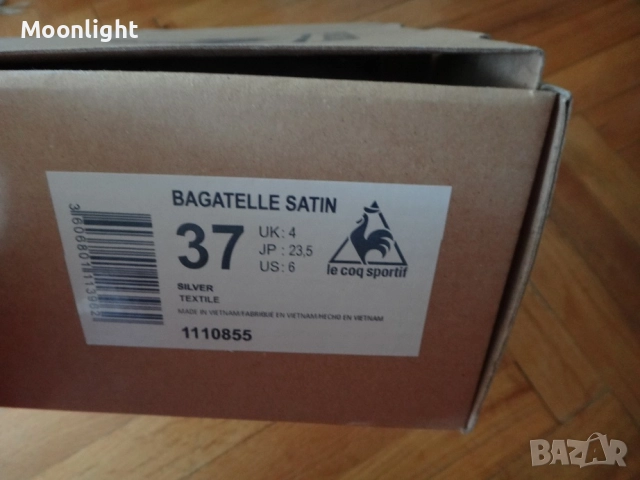 Moonlight
BAGATELLE SATIN
37
UK: 4
JP: 23,5
US: 6
le coq sportif
SILVER
TEXTILE
MADE IN VIETNAM/FABRIQUE EN VIETNAM/HECHO EN VIETNAM
1110855
BAZAR